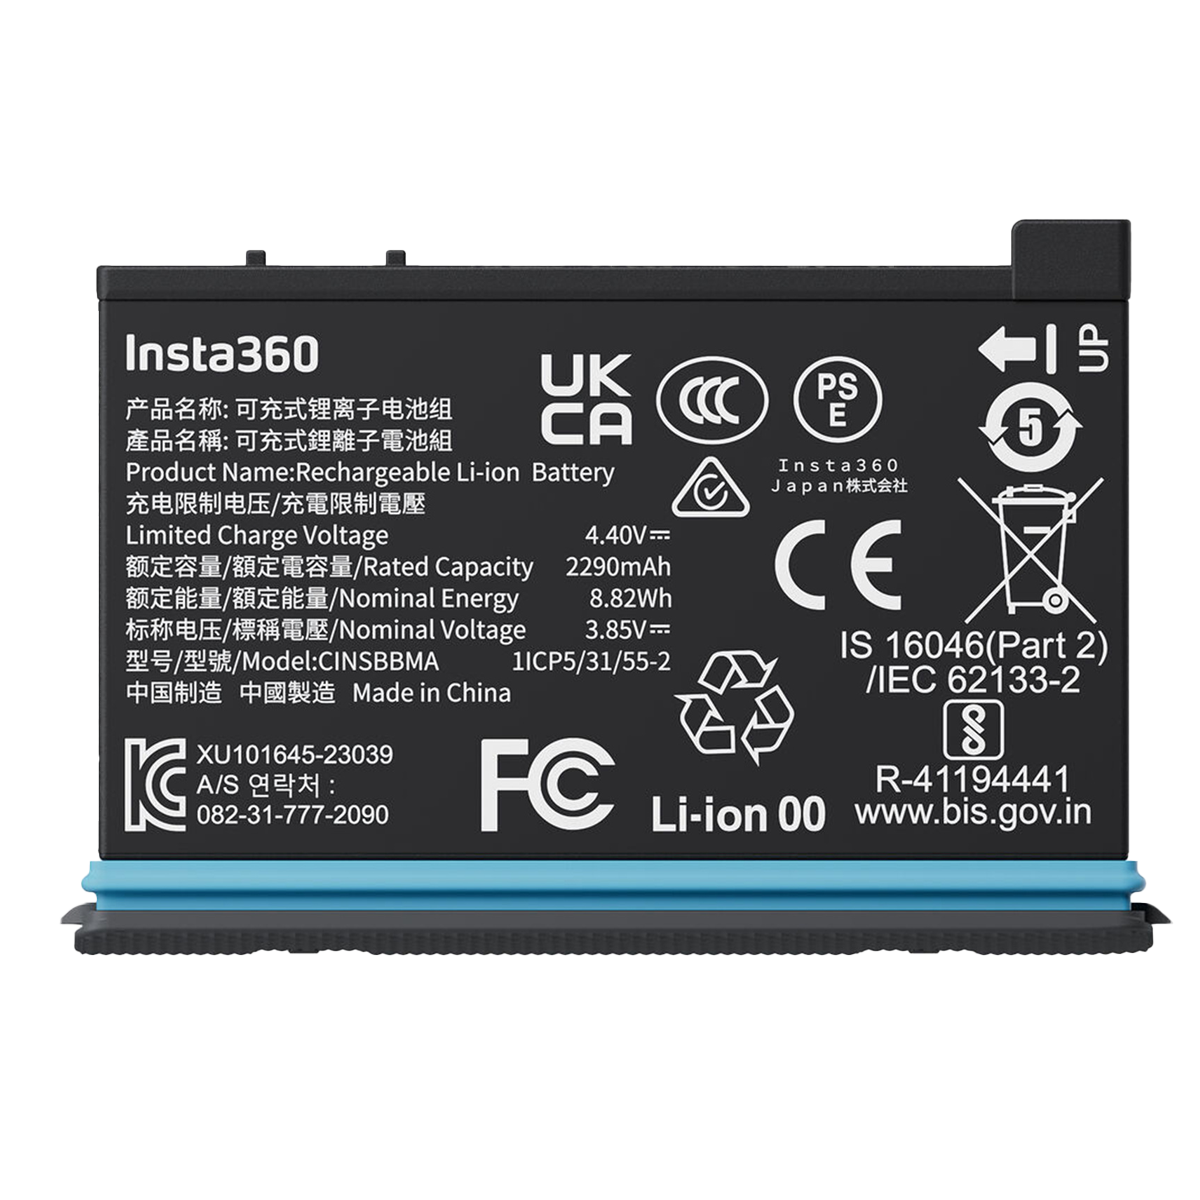 Insta360
产品名称: 可充式锂离子电池组
產品名稱: 可充式鋰離子電池組
Product Name:Rechargeable Li-ion Battery
充电限制电压/充電限制電壓
Limited Charge Voltage 4.40V⎓
额定容量/額定電容量/Rated Capacity 2290mAh
额定能量/額定能量/Nominal Energy 8.82Wh
标称电压/標稱電壓/Nominal Voltage 3.85V⎓
型号/型號/Model:CINSBBMA 1ICP5/31/55-2
中国制造 中國製造 Made in China
XU101645-23039
A/S 연락처 :
082-31-777-2090
UK
CA
CCC
PS
E
Insta360
Japan株式会社
UP
5
CE
IS 16046(Part 2)
/IEC 62133-2
R-41194441
www.bis.gov.in
KC
FC
Li-ion 00